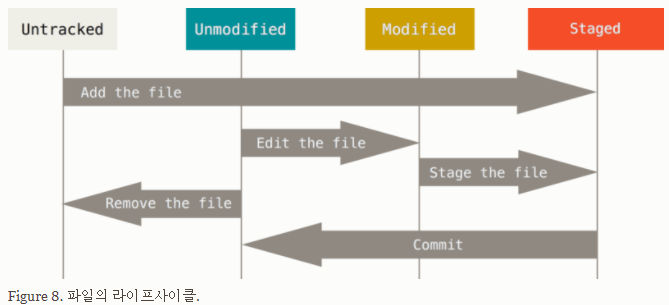 Untracked
Unmodified
Modified
Staged
Add the file
Edit the file
Stage the file
Remove the file
Commit
Figure 8. 파일의 라이프사이클.